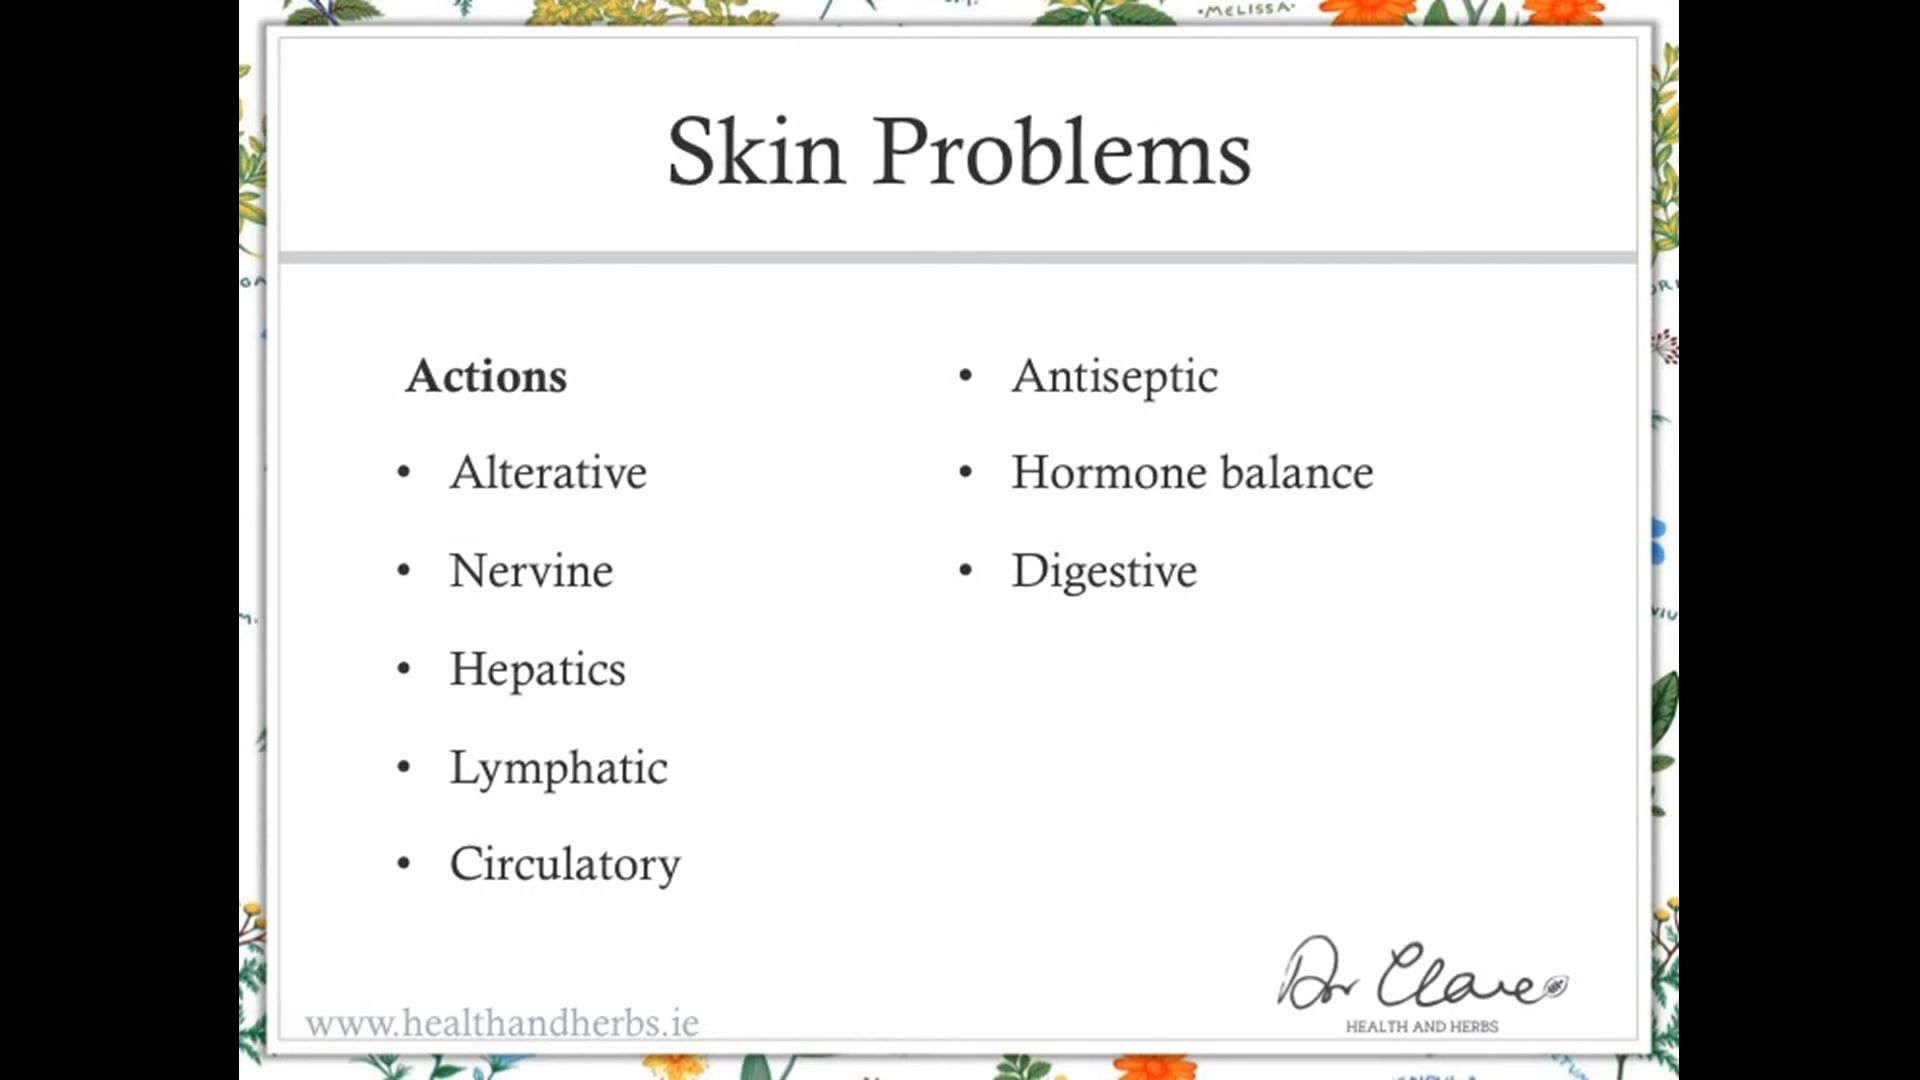 ·MELISSA·
Skin Problems
Actions
• Alterative
• Nervine
• Hepatics
• Lymphatic
• Circulatory
• Antiseptic
• Hormone balance
• Digestive
www.healthandherbs.ie
Dr Clare
HEALTH AND HERBS